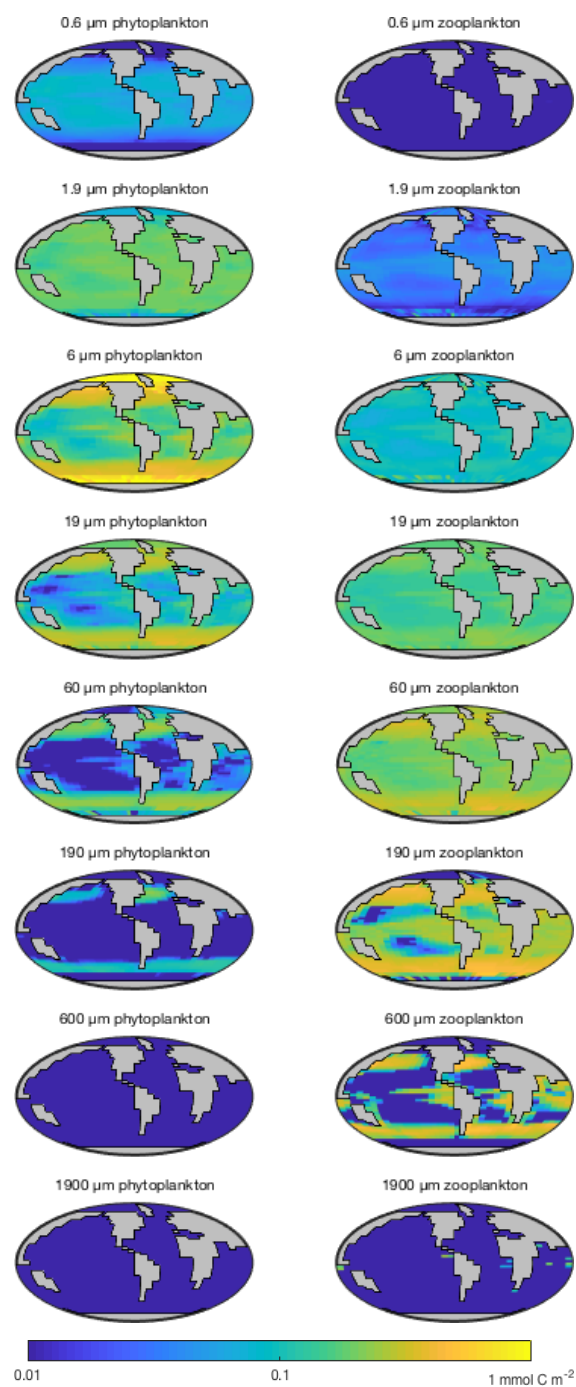 0.6 µm phytoplankton 0.6 µm zooplankton
1.9 µm phytoplankton 1.9 µm zooplankton
6 µm phytoplankton 6 µm zooplankton
19 µm phytoplankton 19 µm zooplankton
60 µm phytoplankton 60 µm zooplankton
190 µm phytoplankton 190 µm zooplankton
600 µm phytoplankton 600 µm zooplankton
1900 µm phytoplankton 1900 µm zooplankton
0.01 0.1 1 mmol C m⁻²